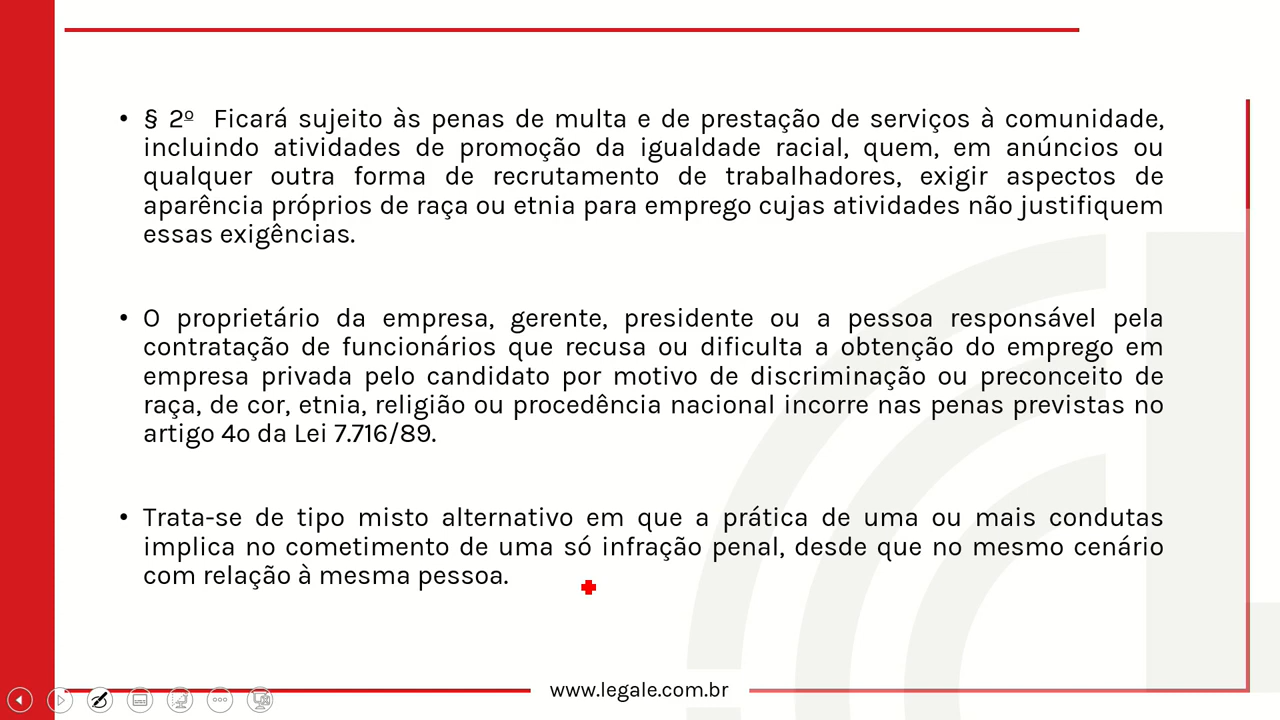 • § 2º Ficará sujeito às penas de multa e de prestação de serviços à comunidade,
incluindo atividades de promoção da igualdade racial, quem, em anúncios ou
qualquer outra forma de recrutamento de trabalhadores, exigir aspectos de
aparência próprios de raça ou etnia para emprego cujas atividades não justifiquem
essas exigências.
• O proprietário da empresa, gerente, presidente ou a pessoa responsável pela
contratação de funcionários que recusa ou dificulta a obtenção do emprego em
empresa privada pelo candidato por motivo de discriminação ou preconceito de
raça, de cor, etnia, religião ou procedência nacional incorre nas penas previstas no
artigo 4o da Lei 7.716/89.
• Trata-se de tipo misto alternativo em que a prática de uma ou mais condutas
implica no cometimento de uma só infração penal, desde que no mesmo cenário
com relação à mesma pessoa.
www.legale.com.br